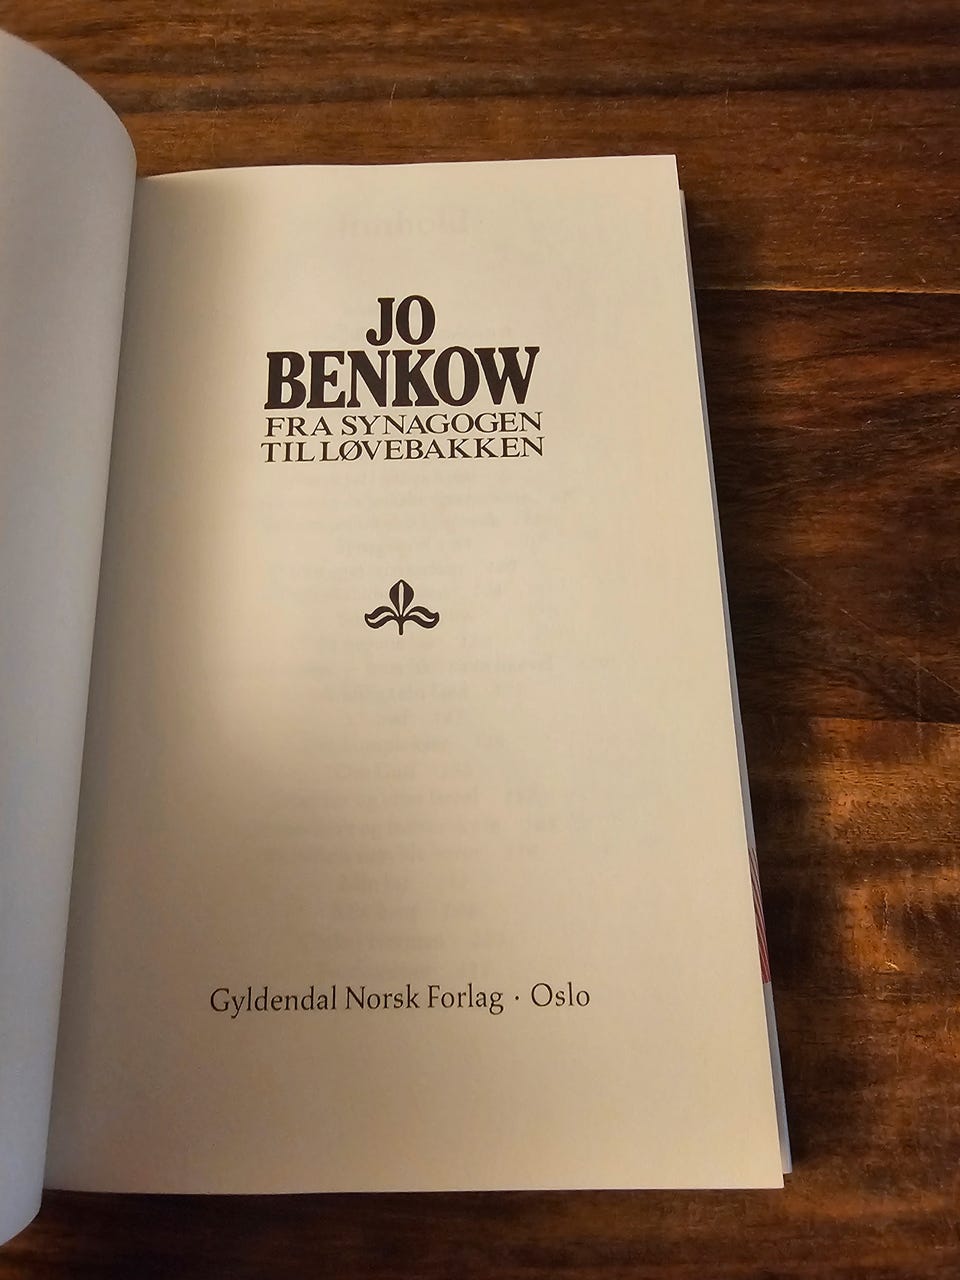 JO
BENKOW
FRA SYNAGOGEN
TIL LØVEBAKKEN
Gyldendal Norsk Forlag · Oslo